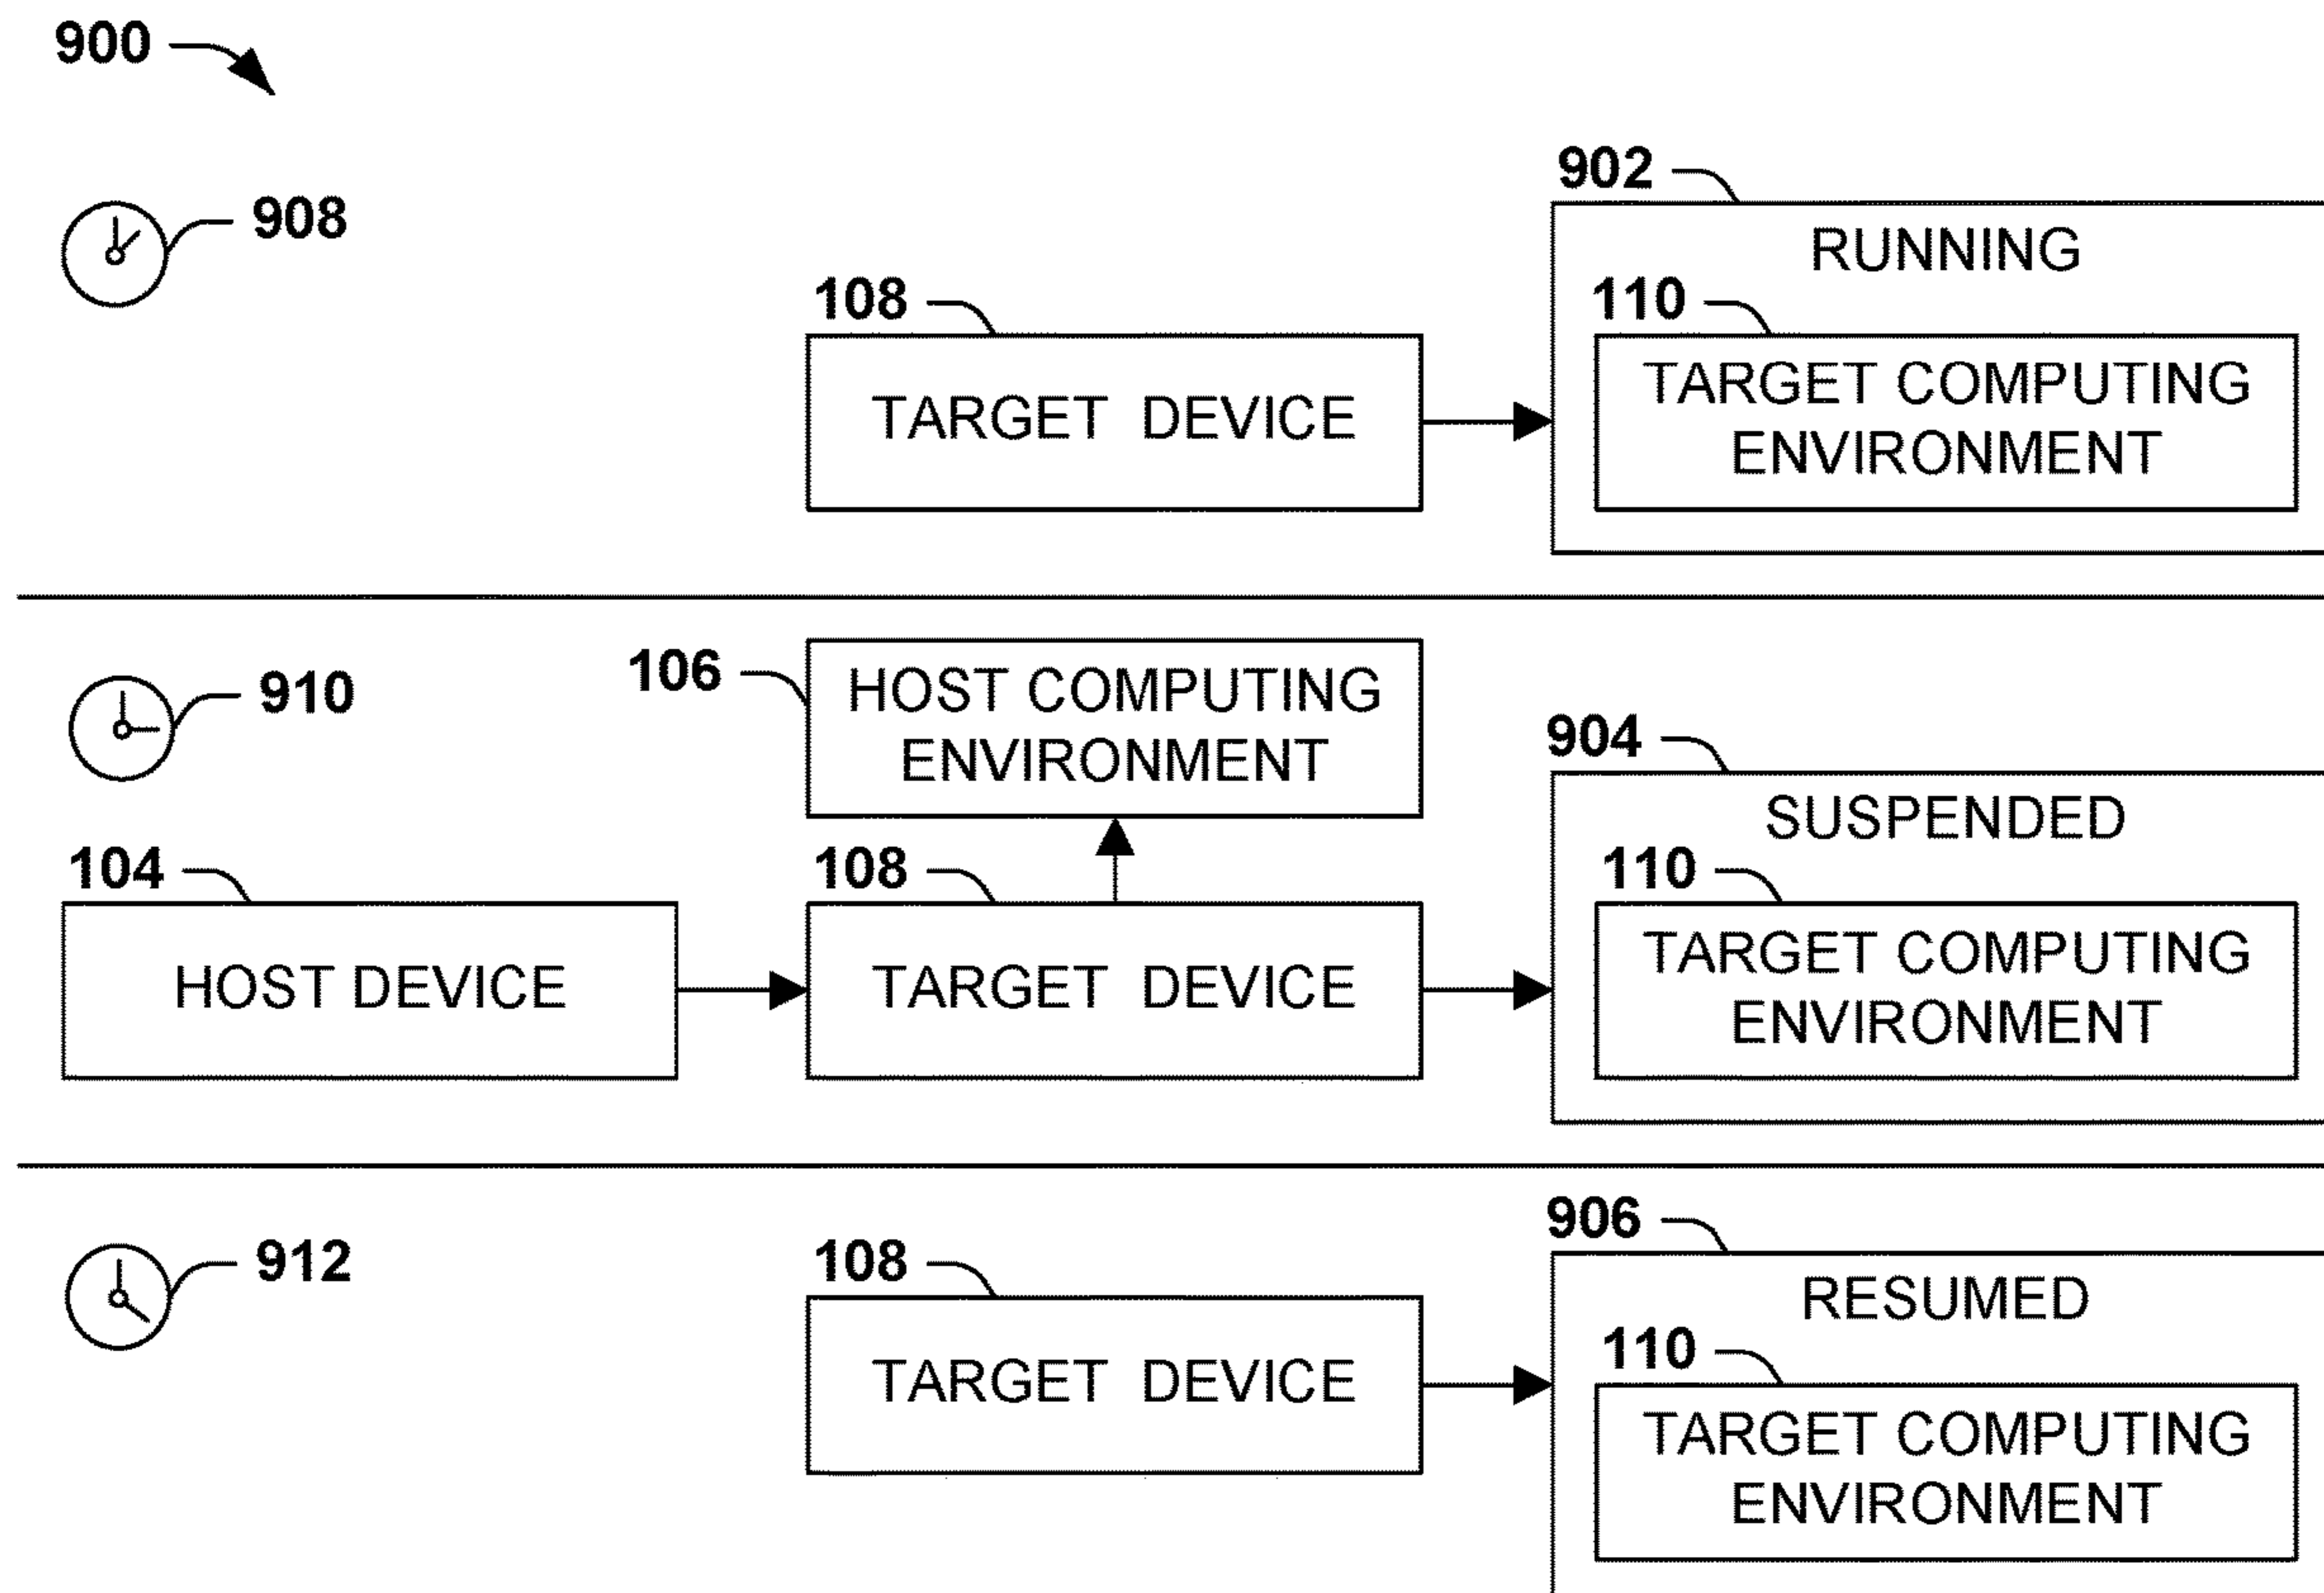 900
902
908
RUNNING
108
110
TARGET DEVICE
TARGET COMPUTING
ENVIRONMENT
910
106
HOST COMPUTING
ENVIRONMENT
904
SUSPENDED
104
108
110
HOST DEVICE
TARGET DEVICE
TARGET COMPUTING
ENVIRONMENT
906
912
108
RESUMED
110
TARGET DEVICE
TARGET COMPUTING
ENVIRONMENT